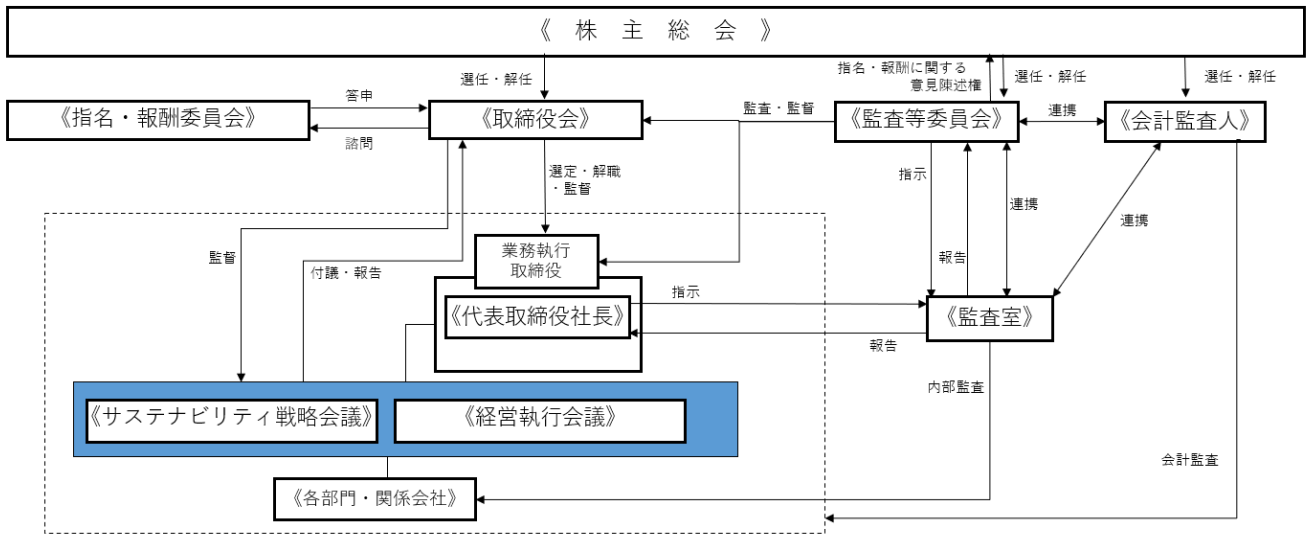 《 株 主 総 会 》
選任・解任
指名・報酬に関する
意見陳述権
選任・解任
選任・解任
《指名・報酬委員会》
答申
諮問
《取締役会》
監査・監督
《監査等委員会》
連携
《会計監査人》
選定・解職
・監督
指示
連携
連携
報告
監督
付議・報告
業務執行
取締役
《代表取締役社長》
指示
報告
《監査室》
内部監査
《サステナビリティ戦略会議》
《経営執行会議》
会計監査
《各部門・関係会社》